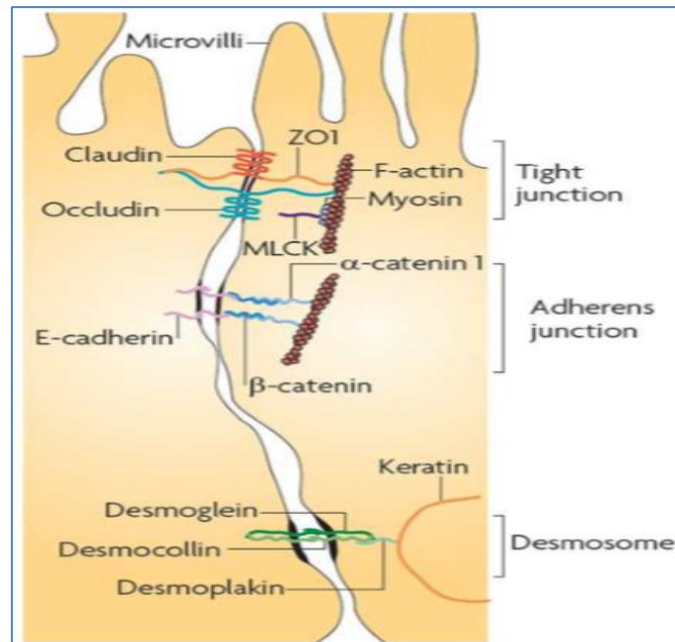 Microvilli
ZO1
Claudin
F-actin
Tight
junction
Myosin
Occludin
MLCK
α-catenin 1
Adherens
junction
E-cadherin
β-catenin
Keratin
Desmoglein
Desmocollin
Desmosome
Desmoplakin